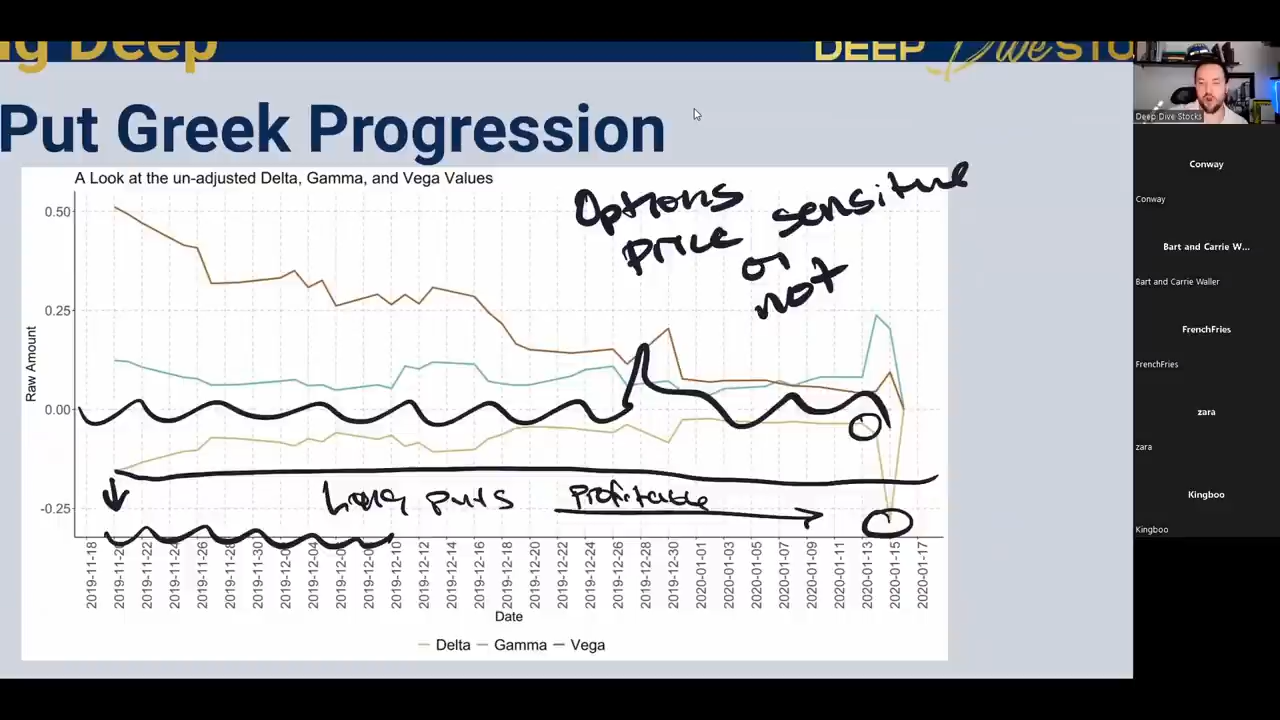 ng Deep
DEEP Dive STO
Put Greek Progression
A Look at the un-adjusted Delta, Gamma, and Vega Values
Options
price sensitive
or
not
Long puts
Profitable
Raw Amount
0.50
0.25
0.00
-0.25
2019-11-18
2019-11-20
2019-11-22
2019-11-24
2019-11-26
2019-11-28
2019-11-30
2019-12-02
2019-12-04
2019-12-06
2019-12-08
2019-12-10
2019-12-12
2019-12-14
2019-12-16
2019-12-18
2019-12-20
2019-12-22
2019-12-24
2019-12-26
2019-12-28
2019-12-30
2020-01-01
2020-01-03
2020-01-05
2020-01-07
2020-01-09
2020-01-11
2020-01-13
2020-01-15
2020-01-17
Date
Delta Gamma Vega
Deep Dive Stocks
Conway
Conway
Bart and Carrie W...
Bart and Carrie Waller
FrenchFries
FrenchFries
zara
zara
Kingboo
Kingboo